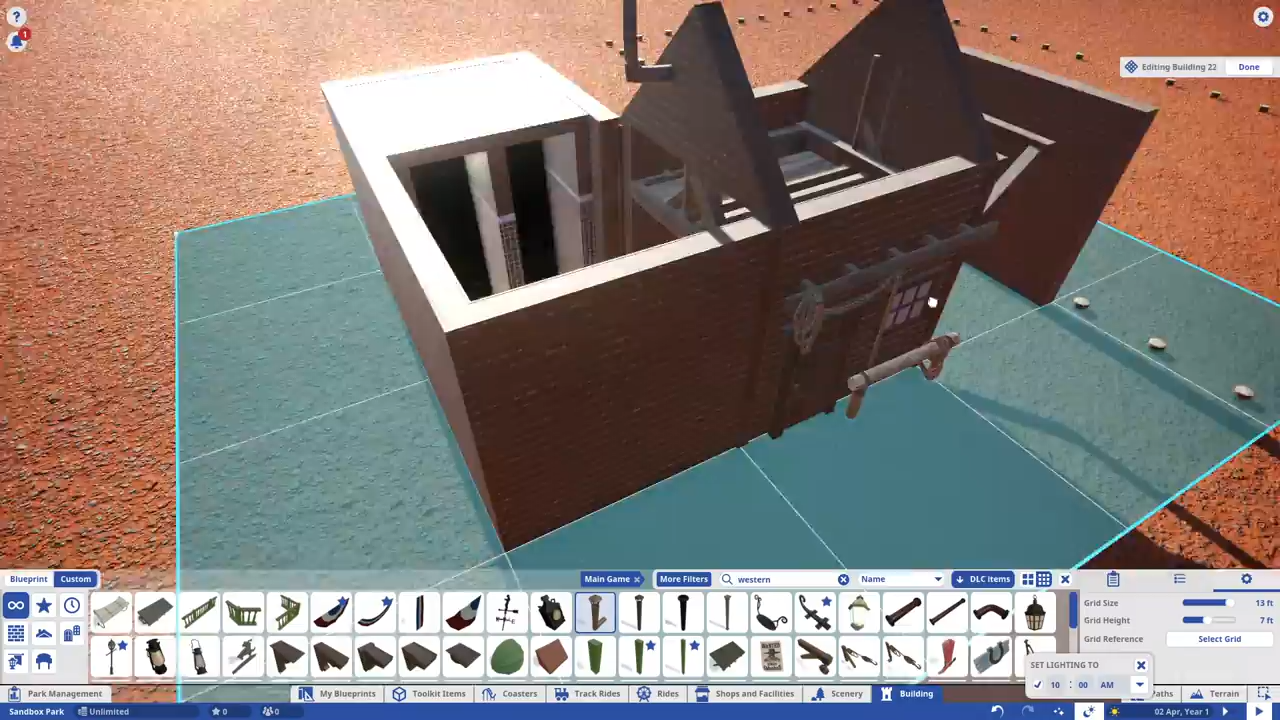 ?
1
Editing Building 22
Done
Blueprint
Custom
Main Game ×
More Filters
western
Name
DLC Items
Grid Size
13 ft
Grid Height
7 ft
Grid Reference
Select Grid
SET LIGHTING TO
10 : 00 AM
Park Management
My Blueprints
Toolkit Items
Coasters
Track Rides
Rides
Shops and Facilities
Scenery
Building
Paths
Terrain
Sandbox Park
Unlimited
0
0
02 Apr, Year 1